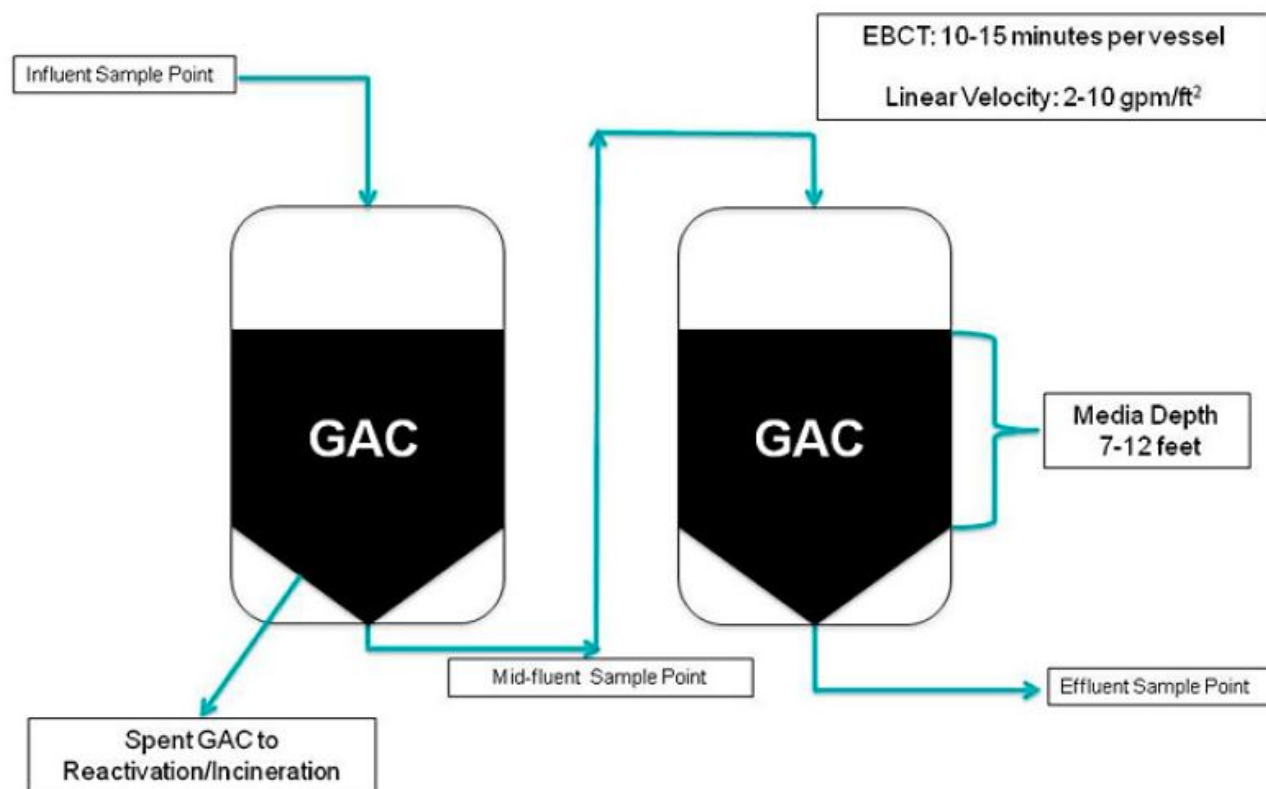 Influent Sample Point
EBCT: 10-15 minutes per vessel
Linear Velocity: 2-10 gpm/ft²
GAC
GAC
Media Depth
7-12 feet
Mid-fluent Sample Point
Effluent Sample Point
Spent GAC to
Reactivation/Incineration